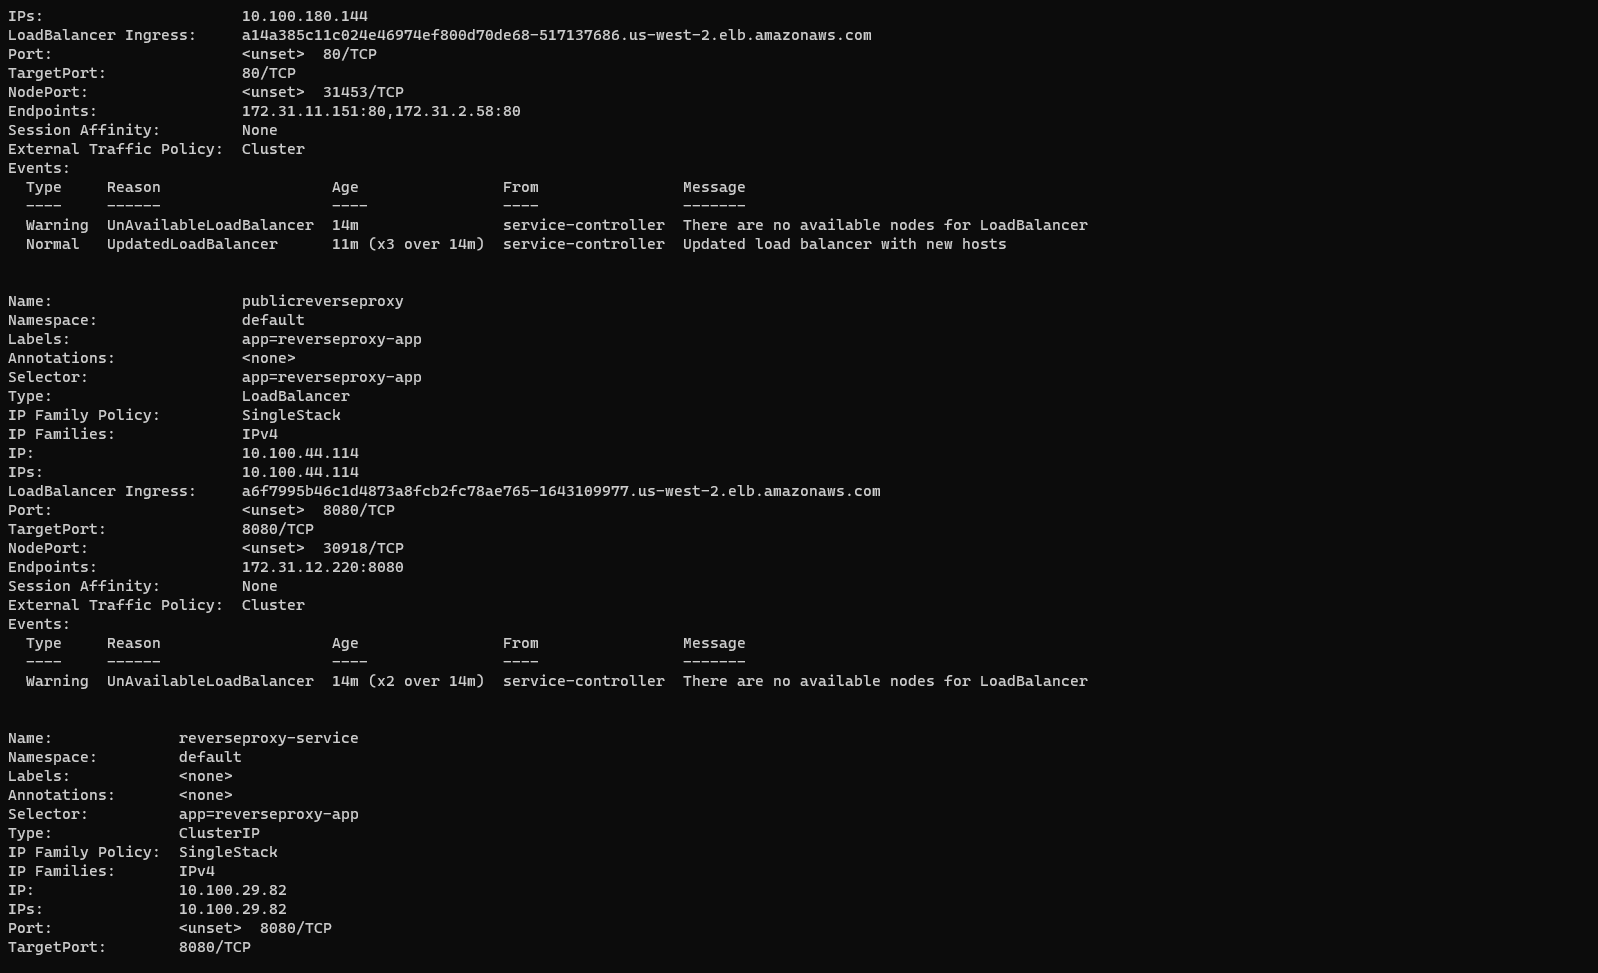 IPs:                      10.100.180.144
LoadBalancer Ingress:     a14a385c11c024e46974ef800d70de68-517137686.us-west-2.elb.amazonaws.com
Port:                     <unset>  80/TCP
TargetPort:               80/TCP
NodePort:                 <unset>  31453/TCP
Endpoints:                172.31.11.151:80,172.31.2.58:80
Session Affinity:         None
External Traffic Policy:  Cluster
Events:
  Type     Reason                   Age                From                Message
  ----     ------                   ----               ----                -------
  Warning  UnAvailableLoadBalancer  14m                service-controller  There are no available nodes for LoadBalancer
  Normal   UpdatedLoadBalancer      11m (x3 over 14m)  service-controller  Updated load balancer with new hosts

Name:                     publicreverseproxy
Namespace:                default
Labels:                   app=reverseproxy-app
Annotations:              <none>
Selector:                 app=reverseproxy-app
Type:                     LoadBalancer
IP Family Policy:         SingleStack
IP Families:              IPv4
IP:                       10.100.44.114
IPs:                      10.100.44.114
LoadBalancer Ingress:     a6f7995b46c1d4873a8fcb2fc78ae765-1643109977.us-west-2.elb.amazonaws.com
Port:                     <unset>  8080/TCP
TargetPort:               8080/TCP
NodePort:                 <unset>  30918/TCP
Endpoints:                172.31.12.220:8080
Session Affinity:         None
External Traffic Policy:  Cluster
Events:
  Type     Reason                   Age                From                Message
  ----     ------                   ----               ----                -------
  Warning  UnAvailableLoadBalancer  14m (x2 over 14m)  service-controller  There are no available nodes for LoadBalancer

Name:              reverseproxy-service
Namespace:         default
Labels:            <none>
Annotations:       <none>
Selector:          app=reverseproxy-app
Type:              ClusterIP
IP Family Policy:  SingleStack
IP Families:       IPv4
IP:                10.100.29.82
IPs:               10.100.29.82
Port:              <unset>  8080/TCP
TargetPort:        8080/TCP